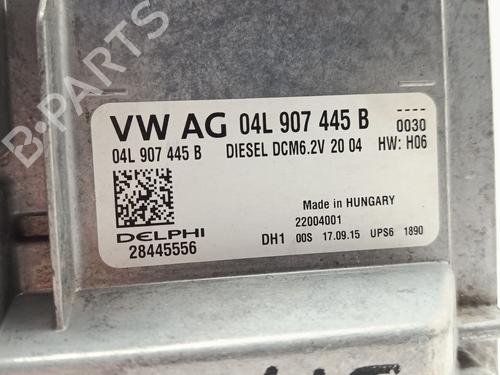 B-PARTS
VW AG 04L 907 445 B
----
0030
04L 907 445 B DIESEL DCM6.2V 20 04 HW: H06
Made in HUNGARY
22004001
DELPHI
28445556
DH1 00S 17.09.15 UPS6 1890